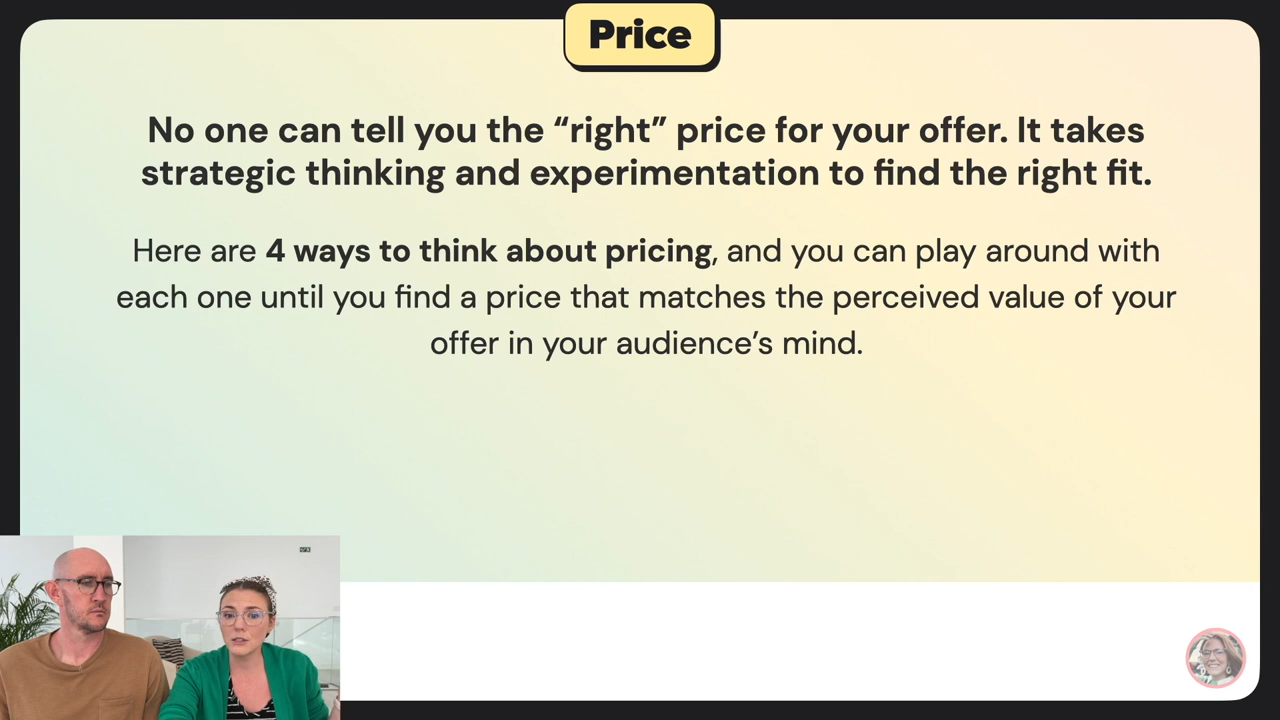 Price
No one can tell you the “right” price for your offer. It takes
strategic thinking and experimentation to find the right fit.
Here are 4 ways to think about pricing, and you can play around with
each one until you find a price that matches the perceived value of your
offer in your audience’s mind.